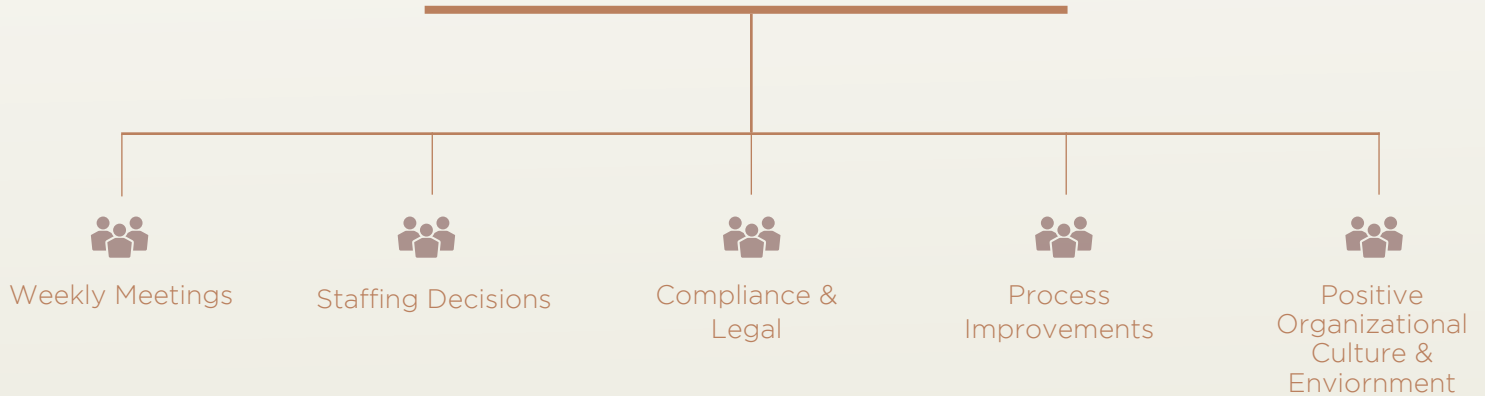 Weekly Meetings
Staffing Decisions
Compliance &
Legal
Process
Improvements
Positive
Organizational
Culture &
Enviornment